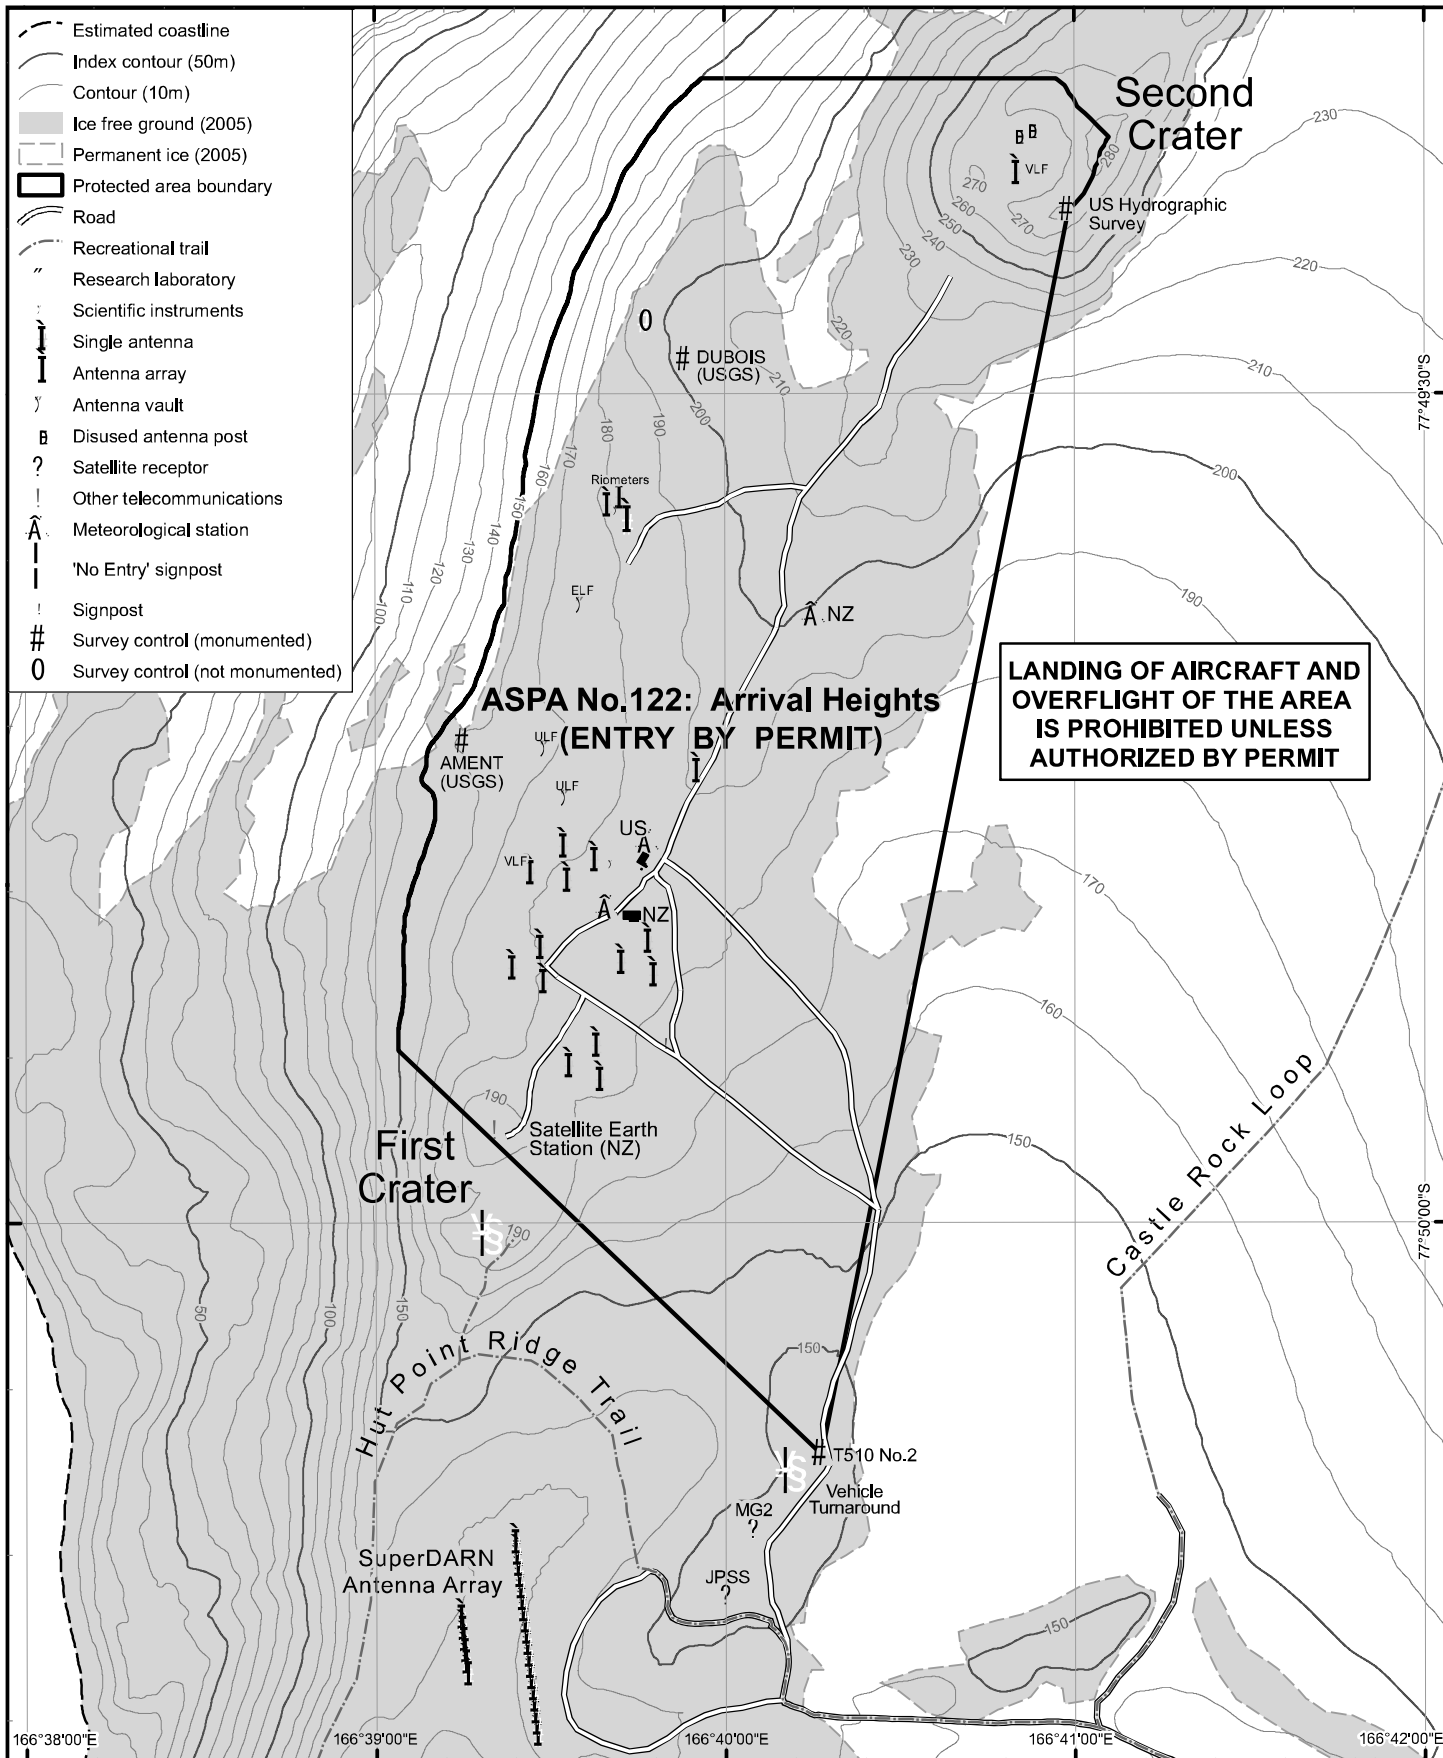 Estimated coastline
Index contour (50m)
Contour (10m)
Ice free ground (2005)
Permanent ice (2005)
Protected area boundary
Road
Recreational trail
Research laboratory
Scientific instruments
Single antenna
Antenna array
Antenna vault
Disused antenna post
Satellite receptor
Other telecommunications
Meteorological station
'No Entry' signpost
Signpost
Survey control (monumented)
Survey control (not monumented)
Second
Crater
VLF
US Hydrographic
Survey
280
270
270
260
250
240
230
230
220
220
210
200
190
170
160
150
DUBOIS
(USGS)
210
200
190
180
170
160
150
140
130
120
110
100
Riometers
ELF
NZ
77°49'30"S
LANDING OF AIRCRAFT AND
OVERFLIGHT OF THE AREA
IS PROHIBITED UNLESS
AUTHORIZED BY PERMIT
ASPA No.122: Arrival Heights
(ENTRY BY PERMIT)
ULF
AMENT
(USGS)
ULF
US
VLF
NZ
190
Satellite Earth
Station (NZ)
First
Crater
190
Castle Rock Loop
77°50'00"S
50
100
150
150
Hut Point Ridge Trail
T510 No.2
Vehicle
Turnaround
MG2
JPSS
SuperDARN
Antenna Array
150
166°38'00"E
166°39'00"E
166°40'00"E
166°41'00"E
166°42'00"E